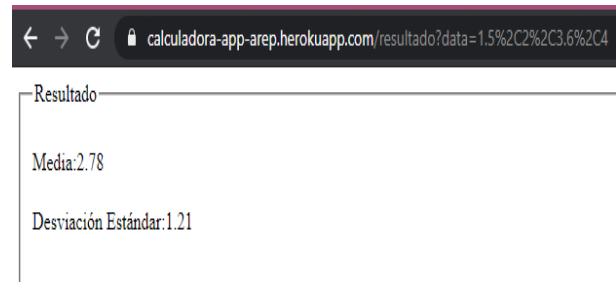 calculadora-app-arep.herokuapp.com/resultado?data=1.5%2C2%2C3.6%2C4
Resultado
Media:2.78
Desviación Estándar:1.21